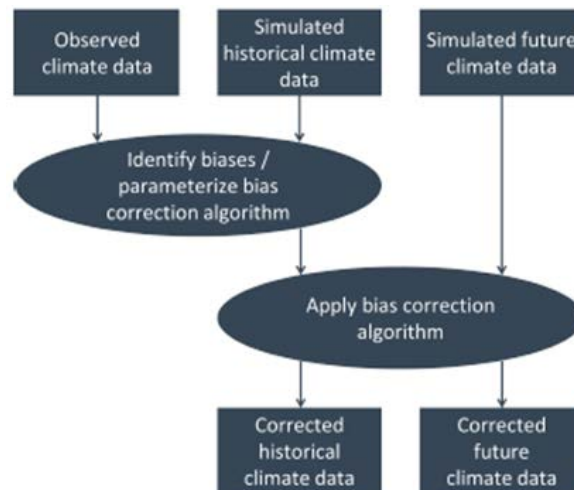 Observed
climate data
Simulated
historical climate
data
Simulated future
climate data
Identify biases /
parameterize bias
correction algorithm
Apply bias correction
algorithm
Corrected
historical
climate data
Corrected
future
climate data